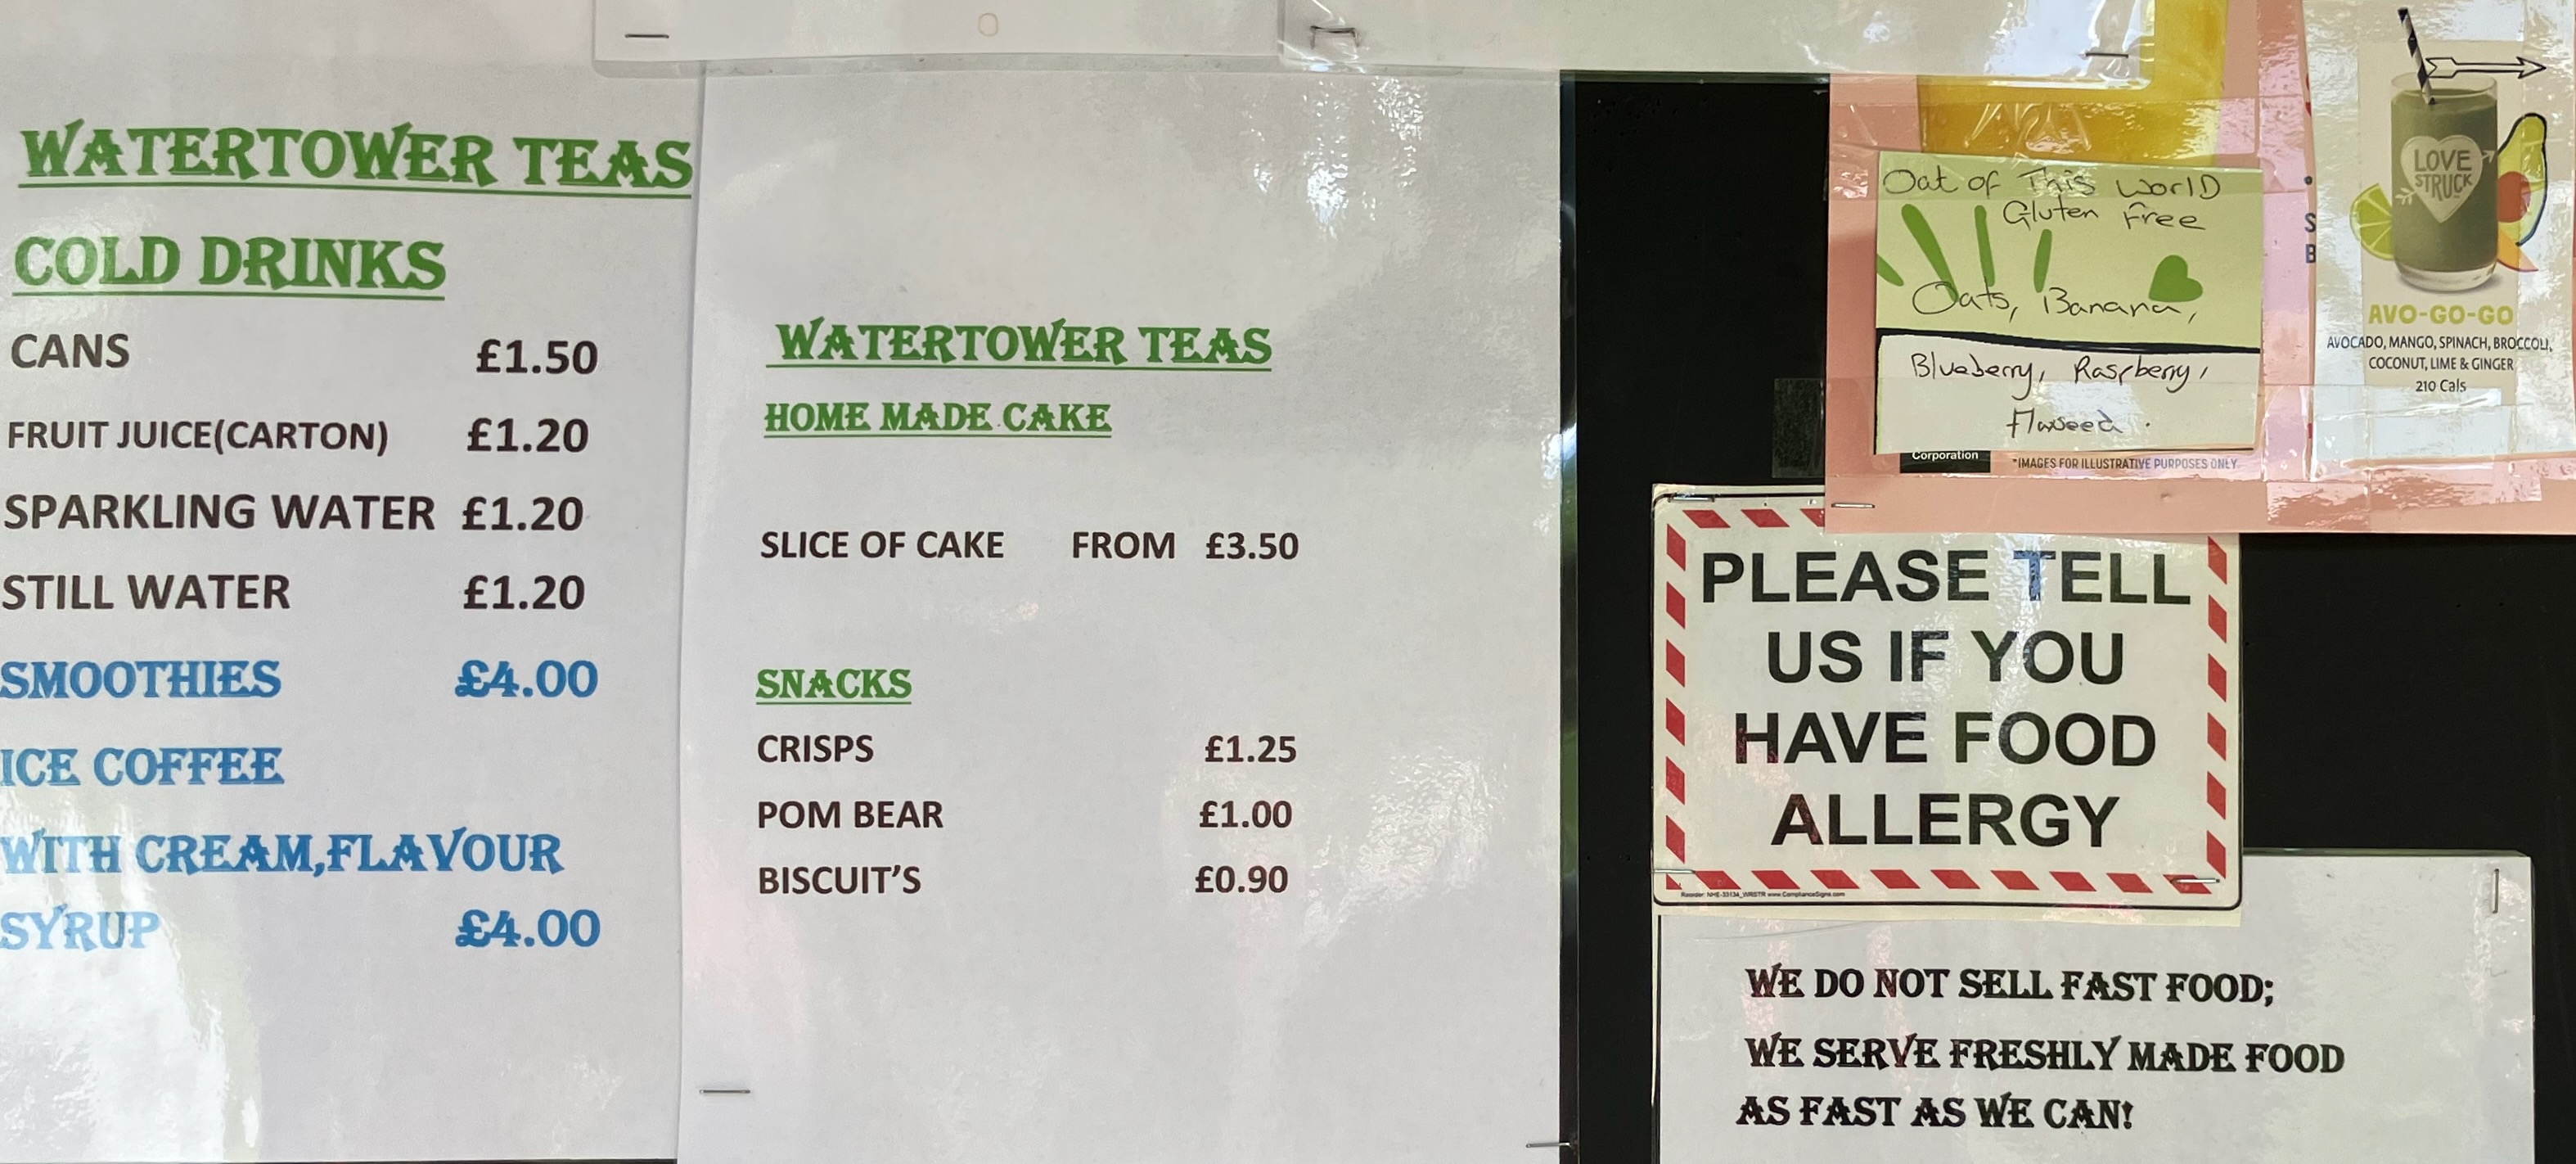 WATERTOWER TEAS
COLD DRINKS
CANS £1.50
FRUIT JUICE(CARTON) £1.20
SPARKLING WATER £1.20
STILL WATER £1.20
SMOOTHIES £4.00
ICE COFFEE
WITH CREAM,FLAVOUR
SYRUP £4.00
WATERTOWER TEAS
HOME MADE CAKE
SLICE OF CAKE FROM £3.50
SNACKS
CRISPS £1.25
POM BEAR £1.00
BISCUIT'S £0.90
Oat of This World
Gluten Free
Oats, Banana,
Blueberry, Raspberry,
Flaxseed.
Corporation
*IMAGES FOR ILLUSTRATIVE PURPOSES ONLY
LOVE
STRUCK
AVO-GO-GO
AVOCADO, MANGO, SPINACH, BROCCOLI,
COCONUT, LIME & GINGER
210 Cals
PLEASE TELL
US IF YOU
HAVE FOOD
ALLERGY
www.ComplianceSigns.com
WE DO NOT SELL FAST FOOD;
WE SERVE FRESHLY MADE FOOD
AS FAST AS WE CAN!